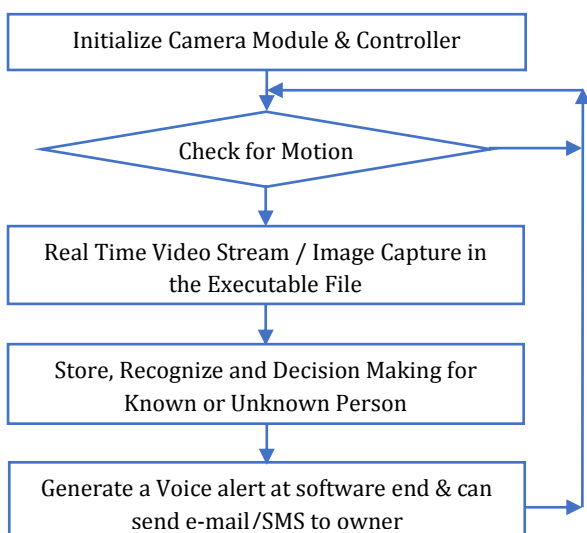 Initialize Camera Module & Controller
Check for Motion
Real Time Video Stream / Image Capture in
the Executable File
Store, Recognize and Decision Making for
Known or Unknown Person
Generate a Voice alert at software end & can
send e-mail/SMS to owner